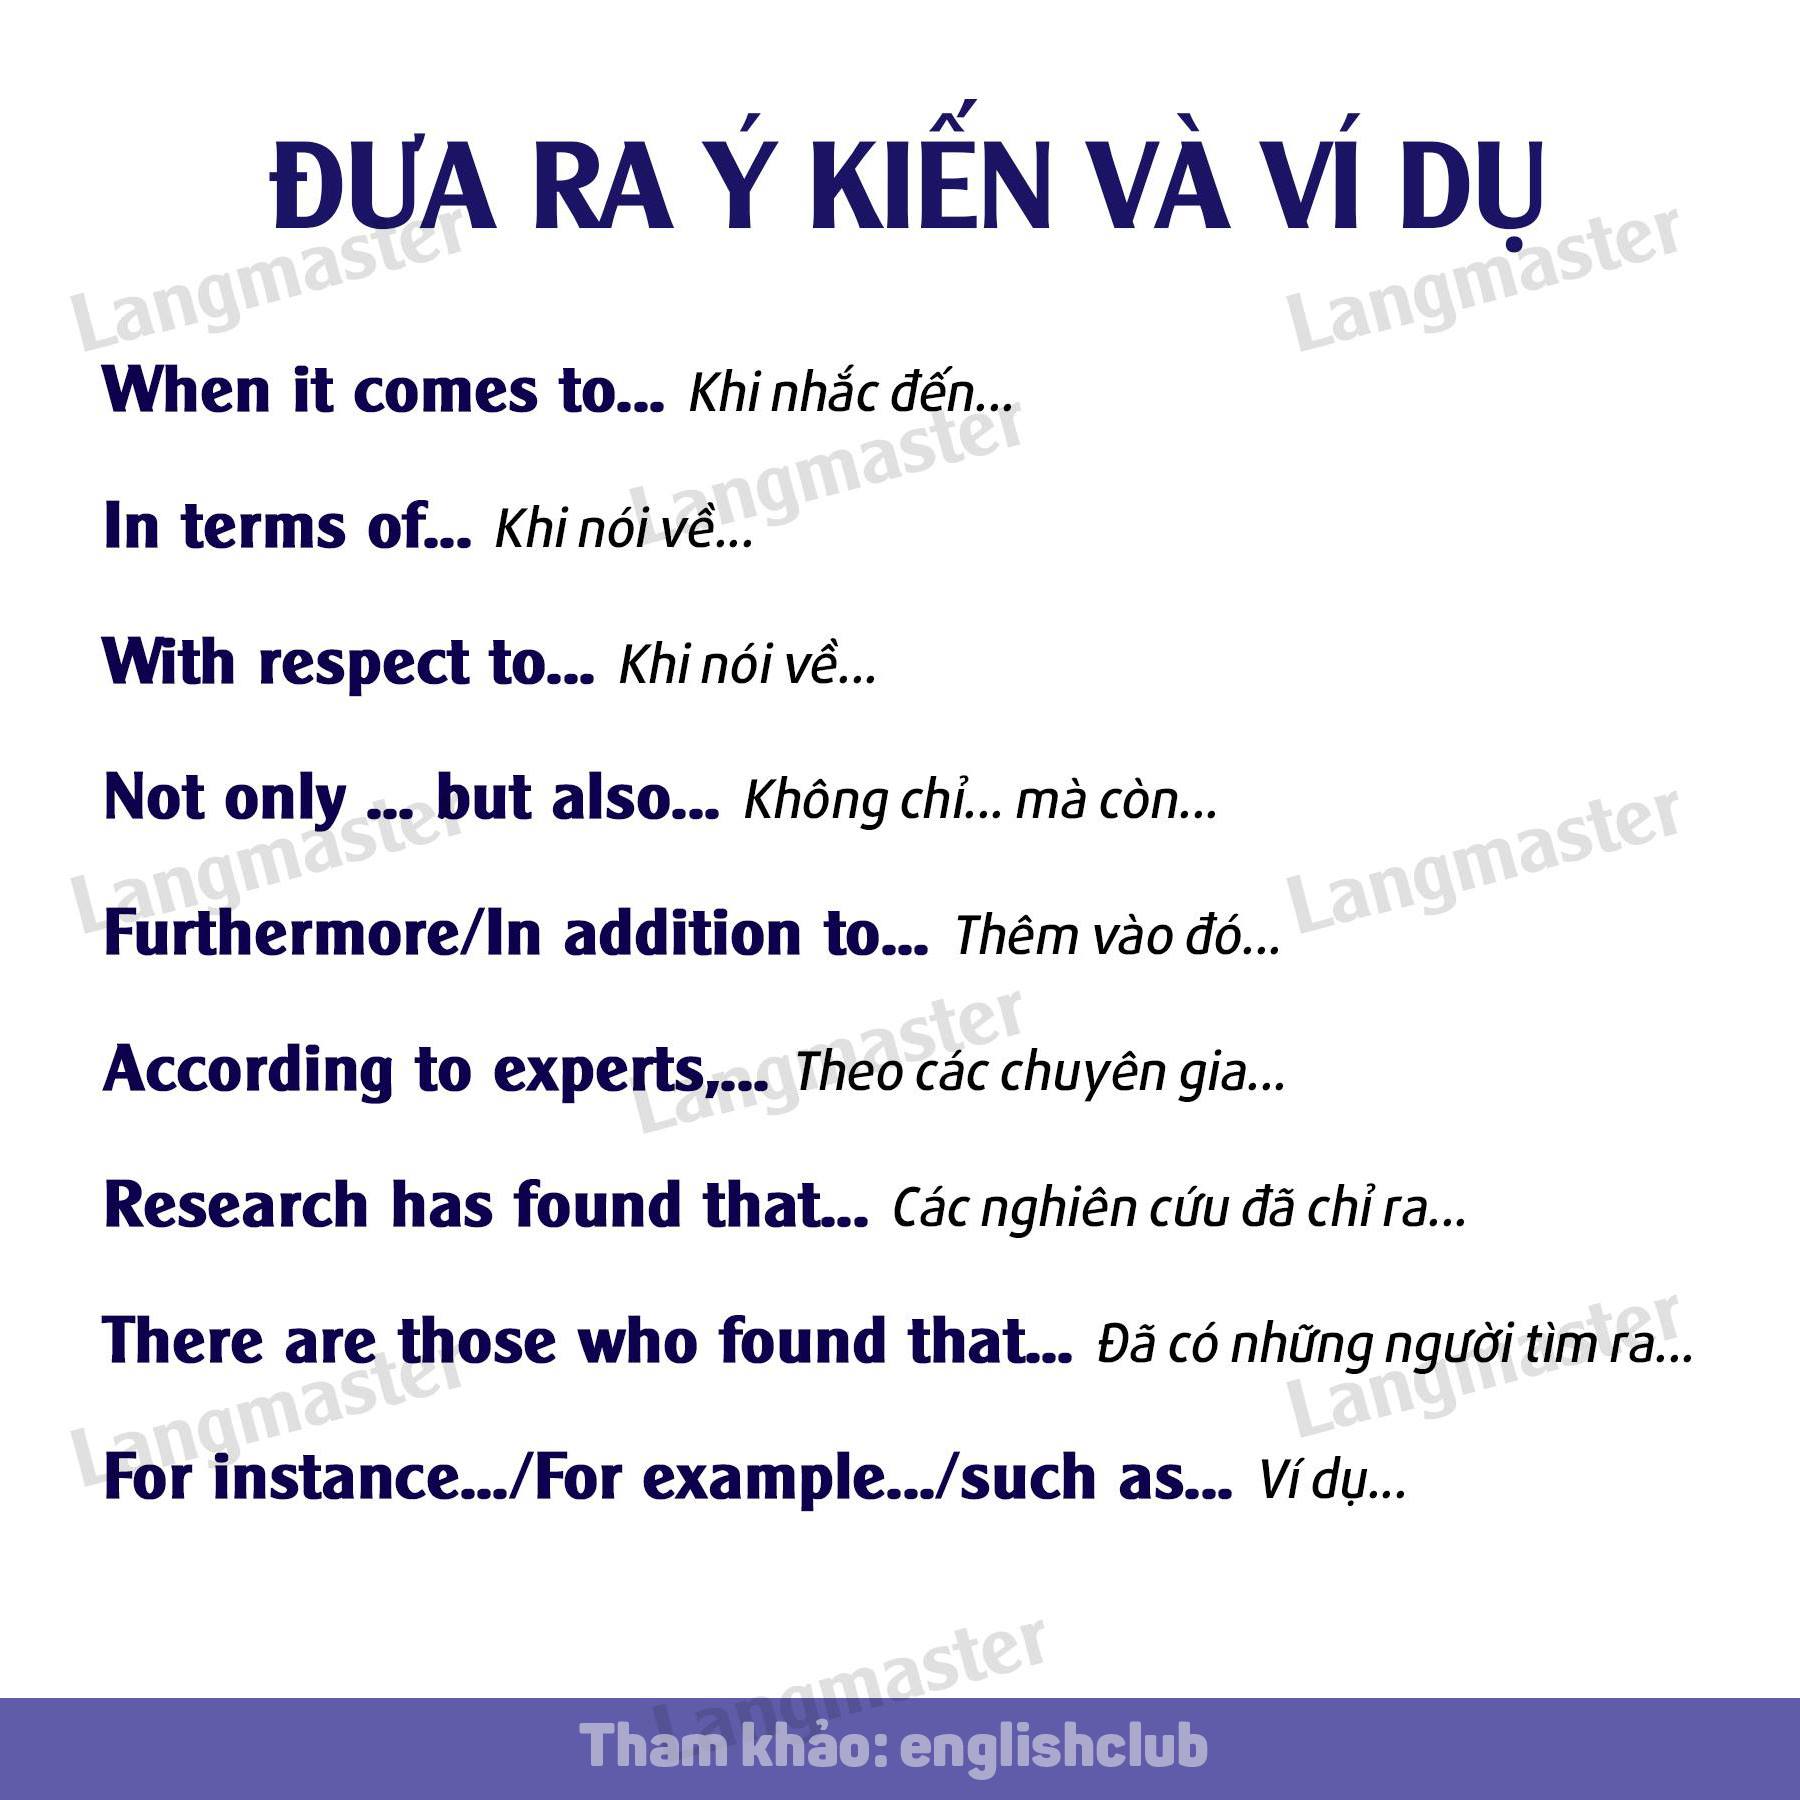 ĐƯA RA Ý KIẾN VÀ VÍ DỤ
Langmaster
Langmaster
When it comes to... Khi nhắc đến...
Langmaster
In terms of... Khi nói về...
With respect to... Khi nói về...
Not only ... but also... Không chỉ... mà còn...
Langmaster
Langmaster
Furthermore/In addition to... Thêm vào đó...
Langmaster
According to experts,... Theo các chuyên gia...
Research has found that... Các nghiên cứu đã chỉ ra...
There are those who found that... Đã có những người tìm ra...
Langmaster
Langmaster
For instance.../For example.../such as... Ví dụ...
Langmaster
Tham khảo: englishclub